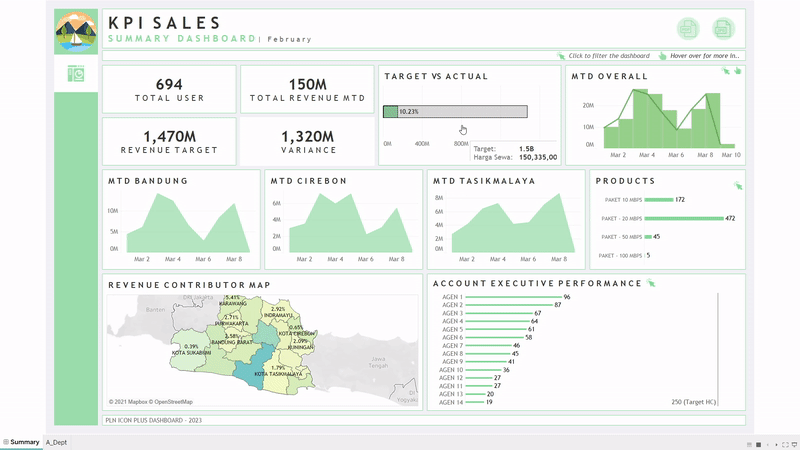 KPI SALES
SUMMARY DASHBOARD| February
Click to filter the dashboard
Hover over for more in..
694
TOTAL USER
150M
TOTAL REVENUE MTD
1,470M
REVENUE TARGET
1,320M
VARIANCE
TARGET VS ACTUAL
10.23%
0M 400M 800M
Target: 1.5B
Harga Sewa: 150,335,00
MTD OVERALL
20M
10M
0M
Mar 2 Mar 4 Mar 6 Mar 8 Mar 10
MTD BANDUNG
10M
5M
0M
Mar 2 Mar 4 Mar 6 Mar 8
MTD CIREBON
6M
4M
2M
0M
Mar 2 Mar 4 Mar 6 Mar 8
MTD TASIKMALAYA
8M
6M
4M
2M
0M
Mar 2 Mar 4 Mar 6 Mar 8
PRODUCTS
PAKET 10 MBPS 172
PAKET - 20 MBPS 472
PAKET - 50 MBPS 45
PAKET - 100 MBPS 5
REVENUE CONTRIBUTOR MAP
Banten
DKI Jakarta
5.41%
KARAWANG
2.92%
INDRAMAYU
2.71%
PURWAKARTA
0.65%
KOTA CIREBON
3.58%
BANDUNG BARAT
2.09%
KUNINGAN
0.39%
KOTA SUKABUMI
1.79%
KOTA TASIKMALAYA
Jawa
Tengah
DI
Yogyak
© 2021 Mapbox © OpenStreetMap
ACCOUNT EXECUTIVE PERFORMANCE
AGEN 1 96
AGEN 2 87
AGEN 3 67
AGEN 4 64
AGEN 5 61
AGEN 6 58
AGEN 7 46
AGEN 8 45
AGEN 9 41
AGEN 10 36
AGEN 12 27
AGEN 11 27
AGEN 13 20
AGEN 14 19
250 (Target HC)
PLN ICON PLUS DASHBOARD - 2023
Summary
A_Dept